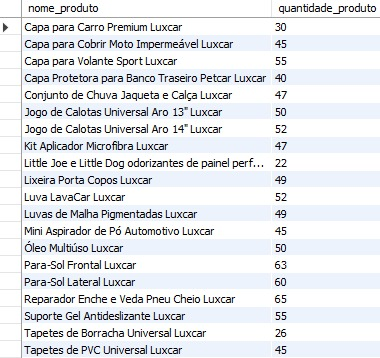 nome_produto quantidade_produto
Capa para Carro Premium Luxcar 30
Capa para Cobrir Moto Impermeável Luxcar 45
Capa para Volante Sport Luxcar 55
Capa Protetora para Banco Traseiro Petcar Luxcar 40
Conjunto de Chuva Jaqueta e Calça Luxcar 47
Jogo de Calotas Universal Aro 13" Luxcar 50
Jogo de Calotas Universal Aro 14" Luxcar 52
Kit Aplicador Microfibra Luxcar 47
Little Joe e Little Dog odorizantes de painel perf... 22
Lixeira Porta Copos Luxcar 49
Luva LavaCar Luxcar 52
Luvas de Malha Pigmentadas Luxcar 49
Mini Aspirador de Pó Automotivo Luxcar 45
Óleo Multiúso Luxcar 50
Para-Sol Frontal Luxcar 63
Para-Sol Lateral Luxcar 60
Reparador Enche e Veda Pneu Cheio Luxcar 65
Suporte Gel Antideslizante Luxcar 55
Tapetes de Borracha Universal Luxcar 26
Tapetes de PVC Universal Luxcar 45